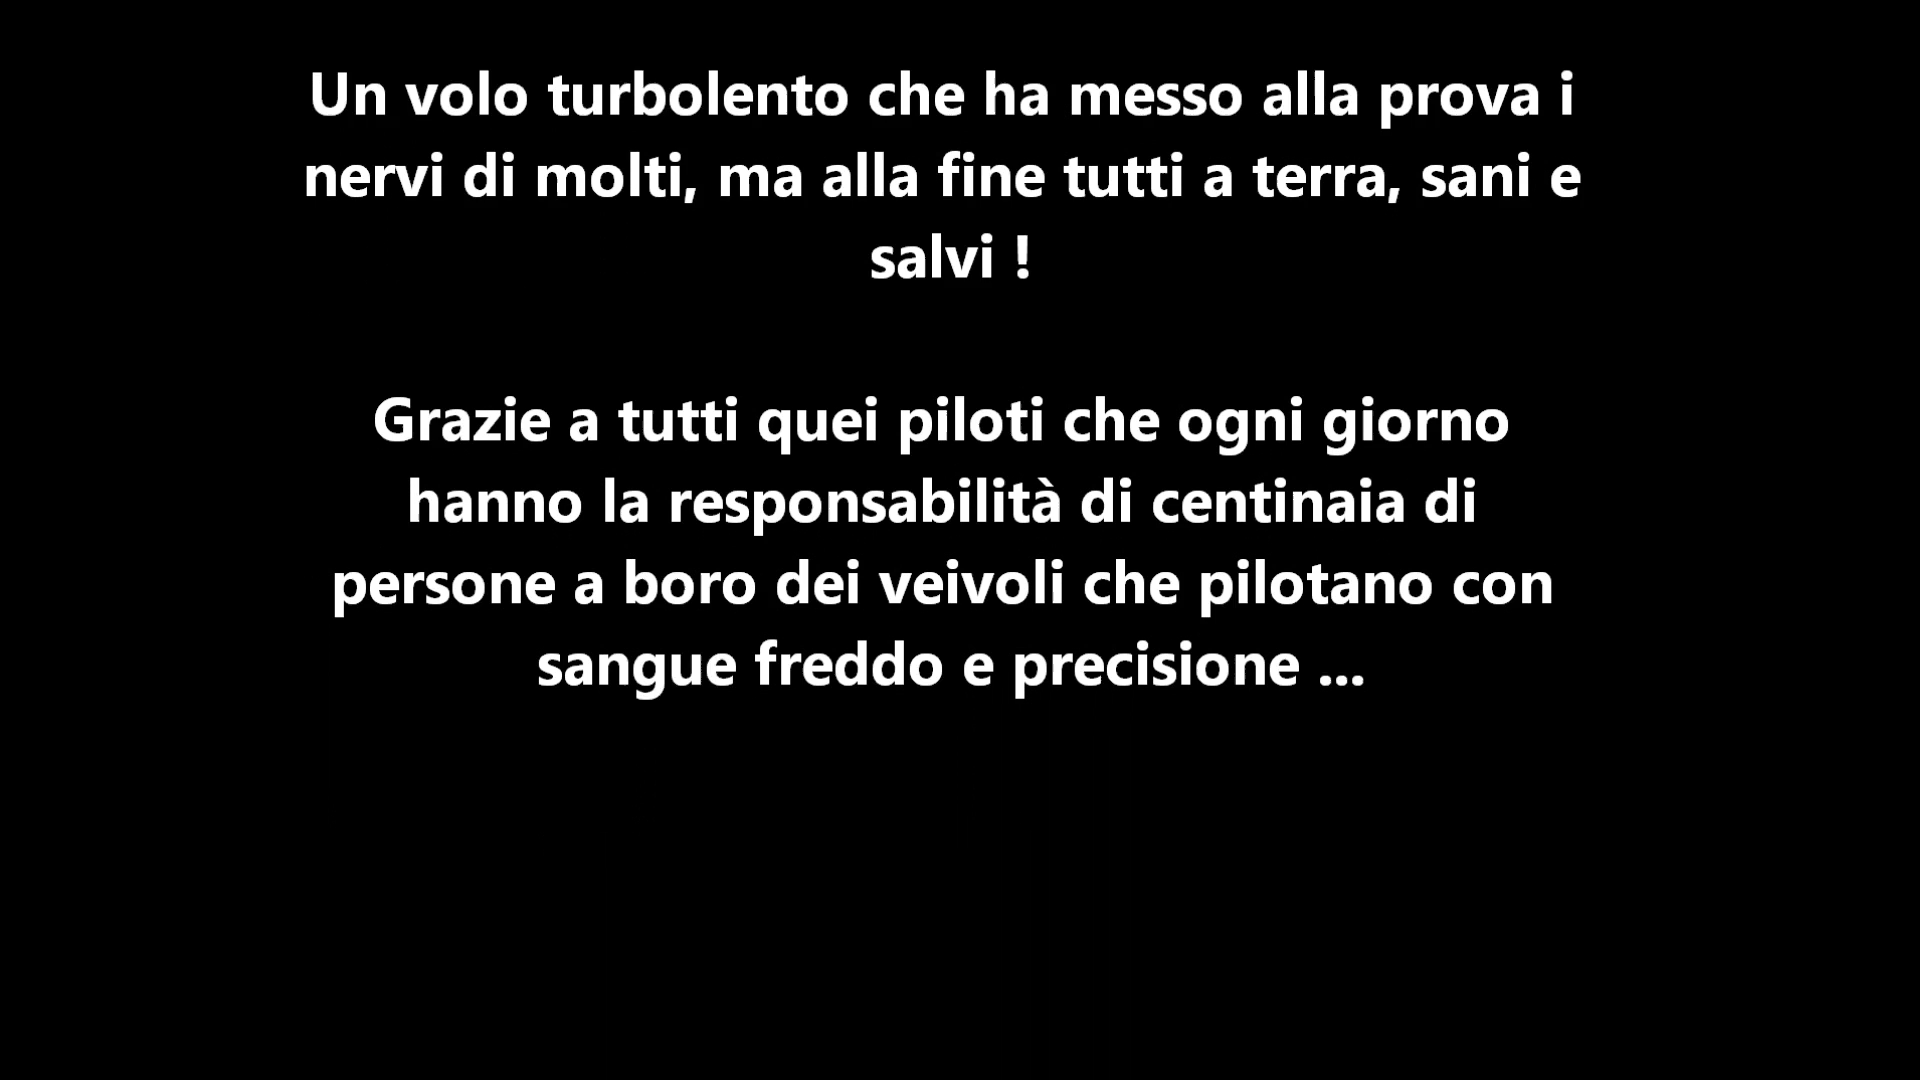 Un volo turbolento che ha messo alla prova i
nervi di molti, ma alla fine tutti a terra, sani e
salvi !
Grazie a tutti quei piloti che ogni giorno
hanno la responsabilità di centinaia di
persone a boro dei veivoli che pilotano con
sangue freddo e precisione ...